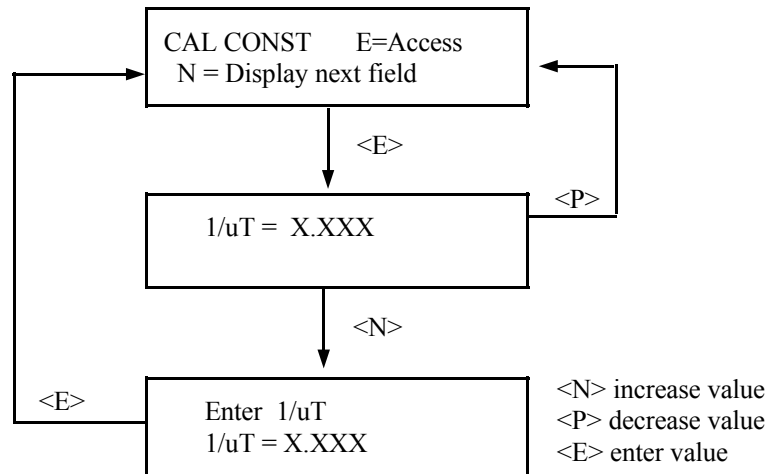 CAL CONST E=Access
N = Display next field
<E>
1/uT = X.XXX
<P>
<N>
<E>
Enter 1/uT
1/uT = X.XXX
<N> increase value
<P> decrease value
<E> enter value